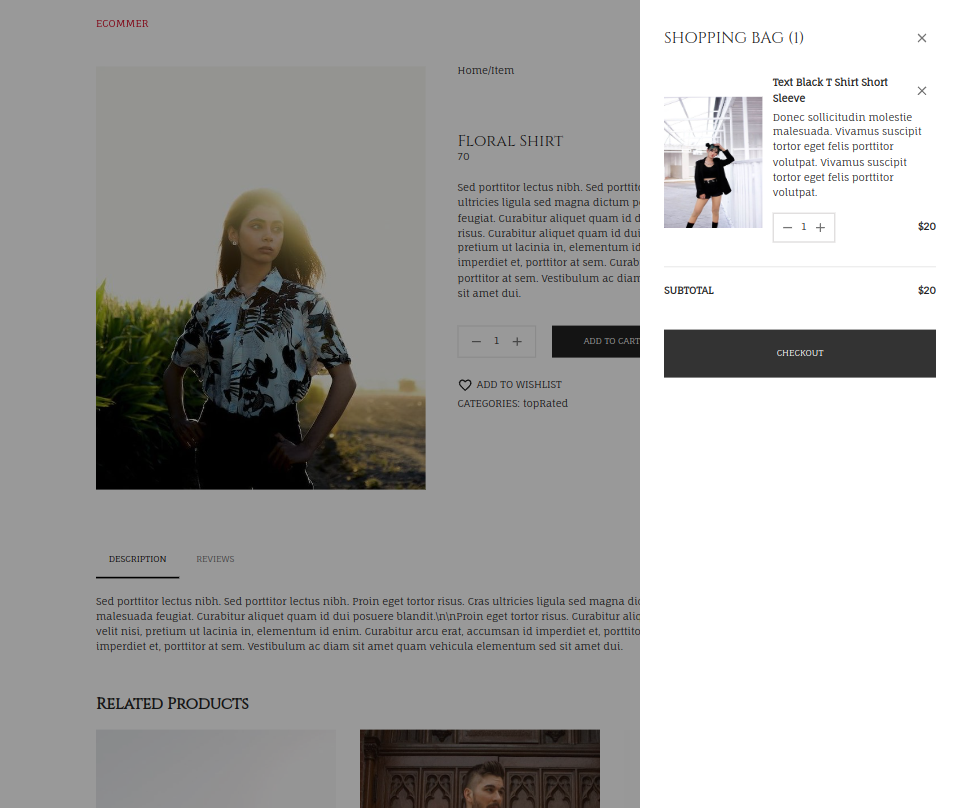 ECOMMER
Home/Item
FLORAL SHIRT
70
Sed porttitor lectus nibh. Sed porttito
ultricies ligula sed magna dictum p
feugiat. Curabitur aliquet quam id d
risus. Curabitur aliquet quam id dui
pretium ut lacinia in, elementum id
imperdiet et, porttitor at sem. Curab
porttitor at sem. Vestibulum ac diam
sit amet dui.
1
ADD TO CART
ADD TO WISHLIST
CATEGORIES: topRated
DESCRIPTION
REVIEWS
Sed porttitor lectus nibh. Sed porttitor lectus nibh. Proin eget tortor risus. Cras ultricies ligula sed magna dic
malesuada feugiat. Curabitur aliquet quam id dui posuere blandit.\n\nProin eget tortor risus. Curabitur alic
velit nisi, pretium ut lacinia in, elementum id enim. Curabitur arcu erat, accumsan id imperdiet et, porttito
imperdiet et, porttitor at sem. Vestibulum ac diam sit amet quam vehicula elementum sed sit amet dui.
RELATED PRODUCTS
SHOPPING BAG (1)
Text Black T Shirt Short
Sleeve
Donec sollicitudin molestie
malesuada. Vivamus suscipit
tortor eget felis porttitor
volutpat. Vivamus suscipit
tortor eget felis porttitor
volutpat.
1
$20
SUBTOTAL
$20
CHECKOUT